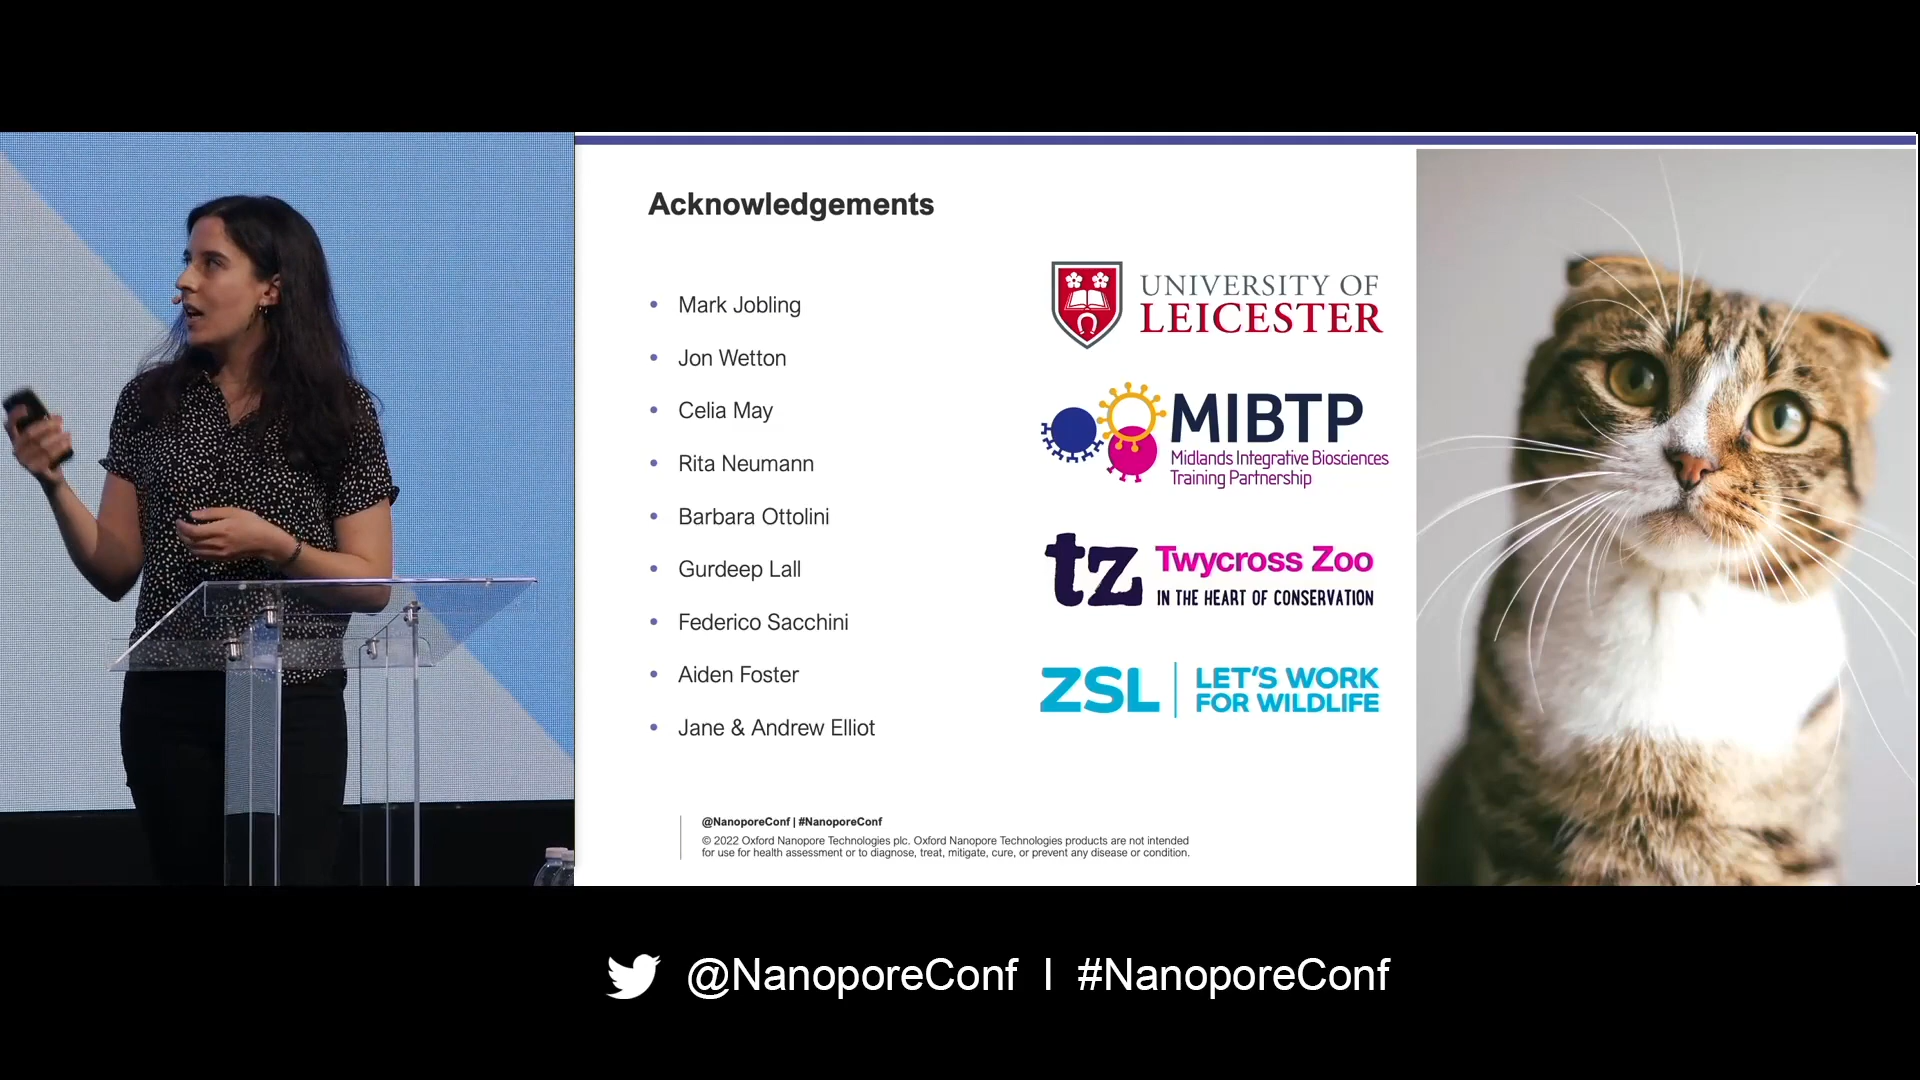 Acknowledgements
• Mark Jobling
• Jon Wetton
• Celia May
• Rita Neumann
• Barbara Ottolini
• Gurdeep Lall
• Federico Sacchini
• Aiden Foster
• Jane & Andrew Elliot
UNIVERSITY OF
LEICESTER
MIBTP
Midlands Integrative Biosciences
Training Partnership
tz Twycross Zoo
IN THE HEART OF CONSERVATION
ZSL | LET'S WORK
FOR WILDLIFE
@NanoporeConf | #NanoporeConf
© 2022 Oxford Nanopore Technologies plc. Oxford Nanopore Technologies products are not intended
for use for health assessment or to diagnose, treat, mitigate, cure, or prevent any disease or condition.
@NanoporeConf | #NanoporeConf